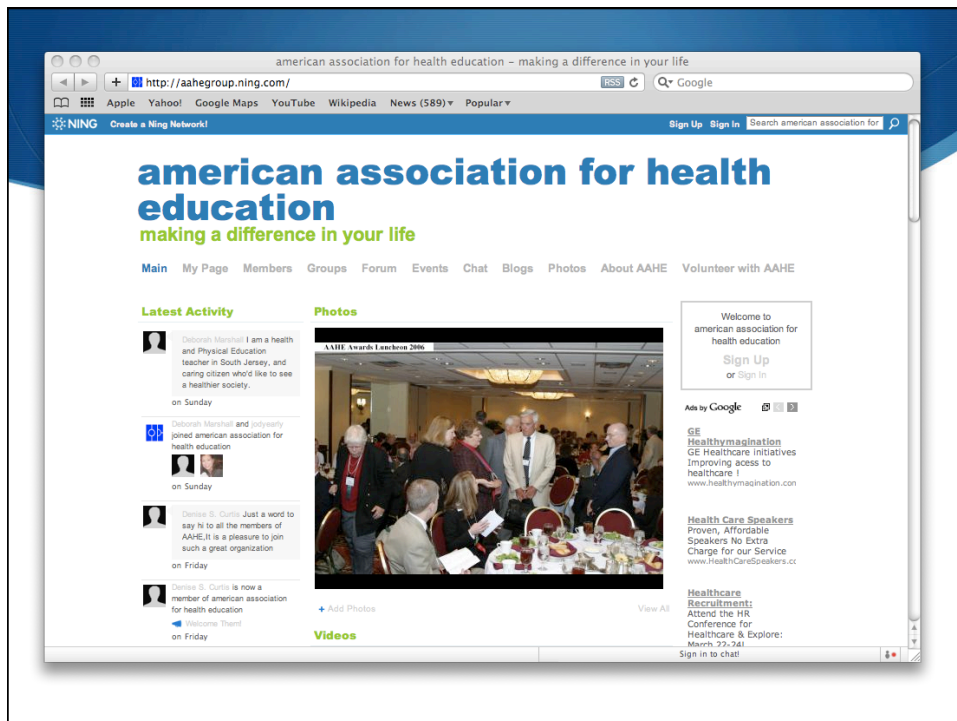 american association for health education – making a difference in your life
http://aahegroup.ning.com/
RSS
Google
Apple Yahoo! Google Maps YouTube Wikipedia News (589) Popular
NING Create a Ning Network!
Sign Up Sign In Search american association for
american association for health
education
making a difference in your life
Main My Page Members Groups Forum Events Chat Blogs Photos About AAHE Volunteer with AAHE
Latest Activity
Deborah Marshall I am a health
and Physical Education
teacher in South Jersey, and
caring citizen who'd like to see
a healthier society.
on Sunday
Deborah Marshall and jodyearly
joined american association for
health education
on Sunday
Denise S. Curtis Just a word to
say hi to all the members of
AAHE,It is a pleasure to join
such a great organization
on Friday
Denise S. Curtis is now a
member of american association
for health education
Welcome Them!
on Friday
Photos
AAHE Awards Luncheon 2006
+ Add Photos
View All
Videos
Welcome to
american association for
health education
Sign Up
or Sign In
Ads by Google
GE
Healthymagination
GE Healthcare initiatives
Improving acess to
healthcare !
www.healthymagination.com
Health Care Speakers
Proven, Affordable
Speakers No Extra
Charge for our Service
www.HealthCareSpeakers.cc
Healthcare
Recruitment:
Attend the HR
Conference for
Healthcare & Explore:
March 22-24!
Sign in to chat!